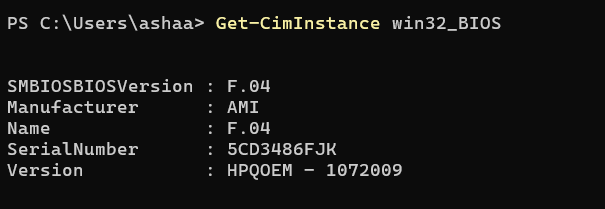 PS C:\Users\ashaa> Get-CimInstance win32_BIOS
SMBIOSBIOSVersion : F.04
Manufacturer      : AMI
Name              : F.04
SerialNumber      : 5CD3486FJK
Version           : HPQOEM - 1072009